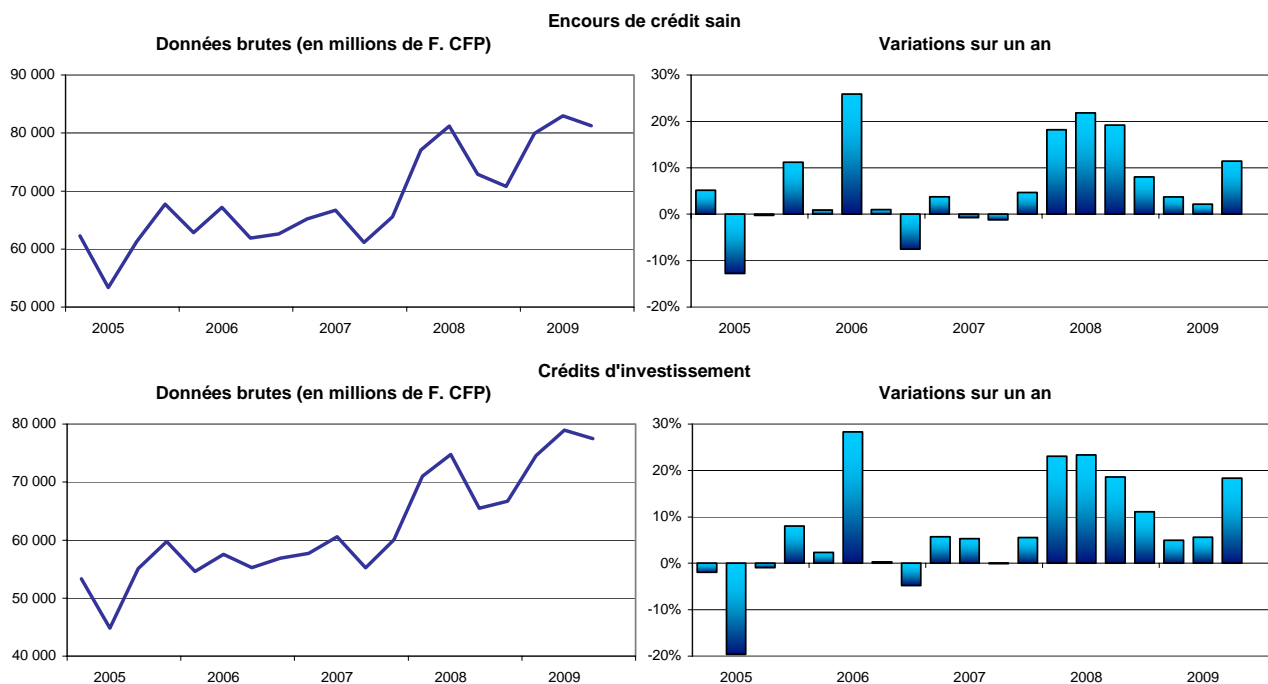 Encours de crédit sain
Données brutes (en millions de F. CFP)
90 000
80 000
70 000
60 000
50 000
2005 2006 2007 2008 2009
Variations sur un an
30%
20%
10%
0%
-10%
-20%
2005 2006 2007 2008 2009
Crédits d'investissement
Données brutes (en millions de F. CFP)
80 000
70 000
60 000
50 000
40 000
2005 2006 2007 2008 2009
Variations sur un an
30%
20%
10%
0%
-10%
-20%
2005 2006 2007 2008 2009